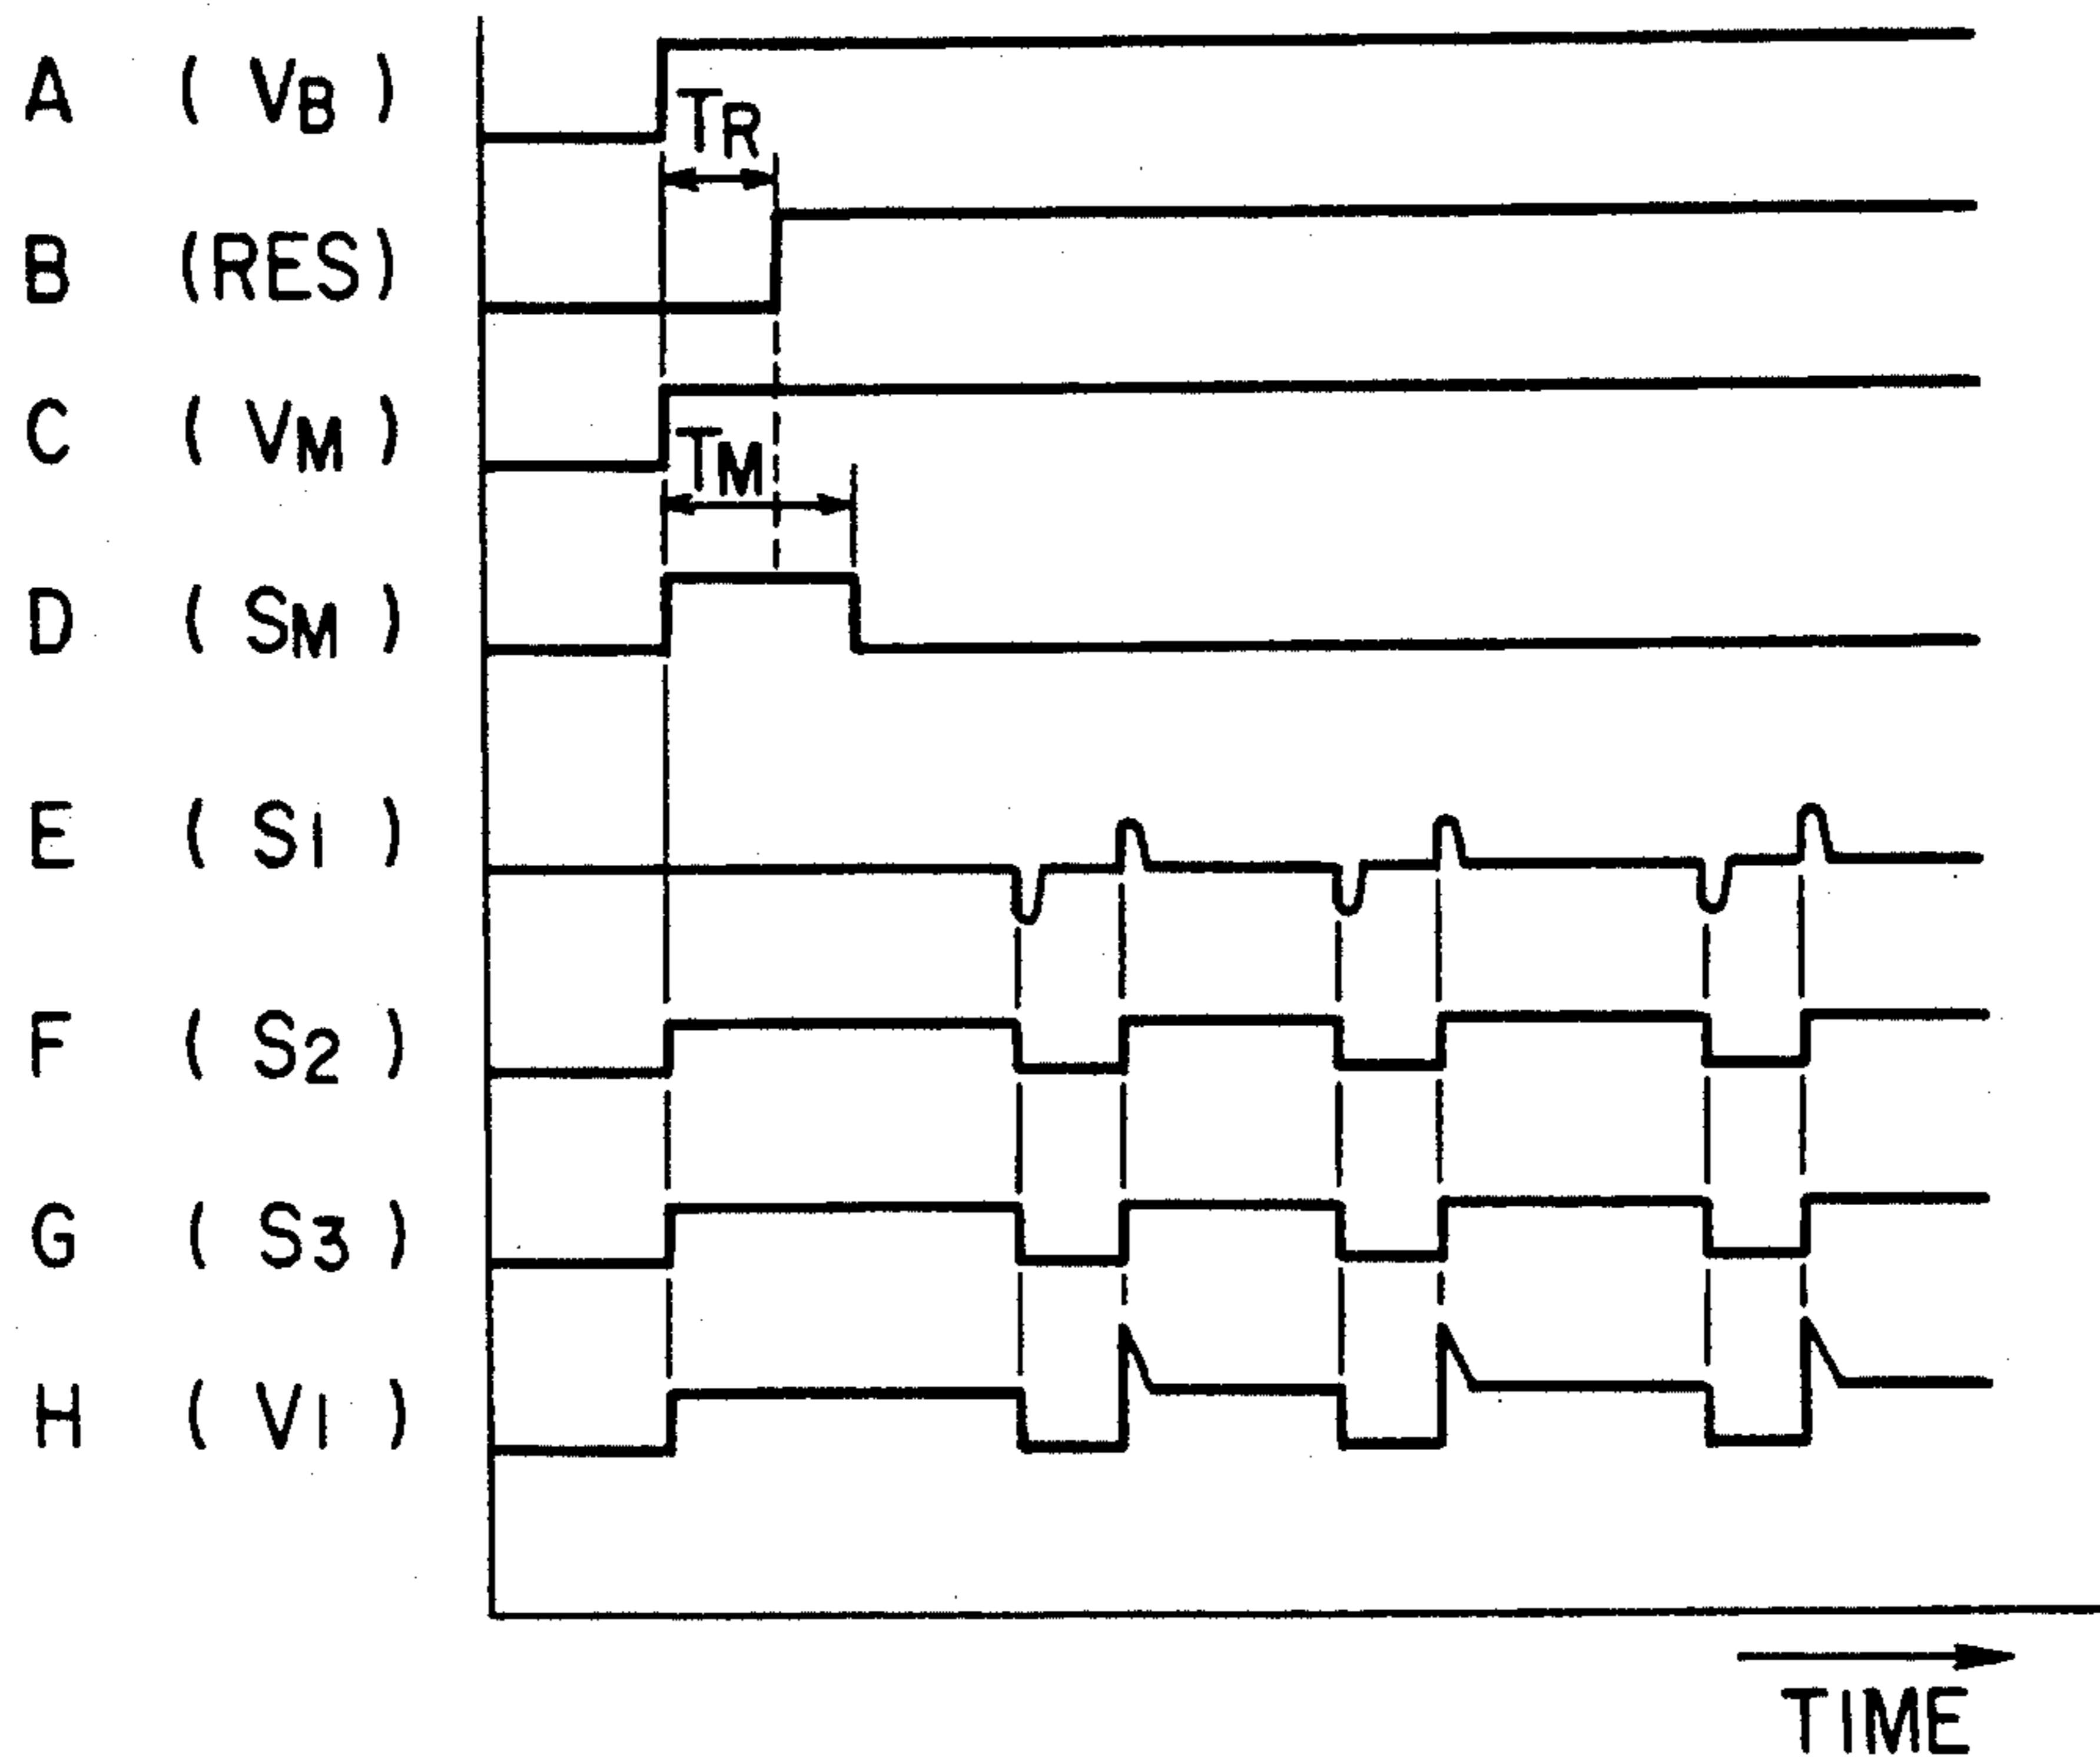 A ( VB )
TR
B (RES)
C ( VM )
TM
D ( SM )
E ( S1 )
F ( S2 )
G ( S3 )
H ( V1 )
TIME